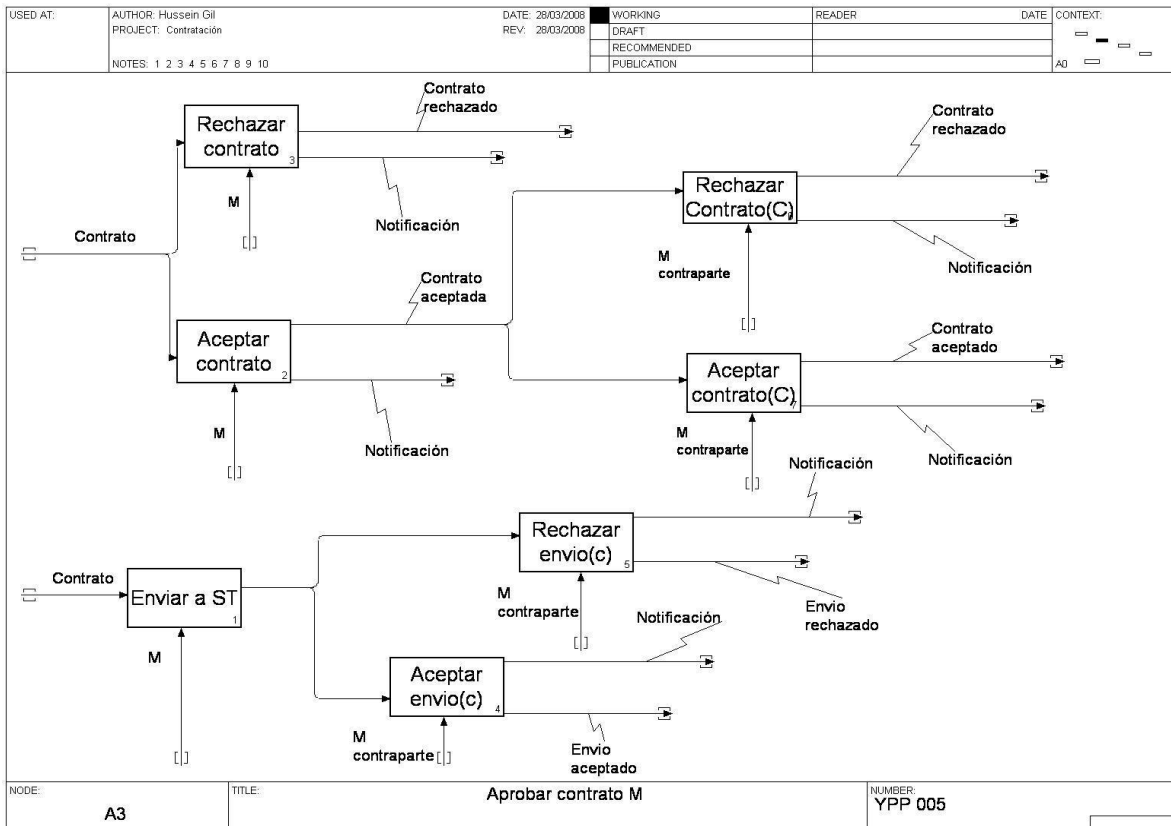 USED AT:
AUTHOR: Hussein Gil
DATE: 28/03/2008
PROJECT: Contratación
REV: 28/03/2008
NOTES: 1 2 3 4 5 6 7 8 9 10
WORKING
DRAFT
RECOMMENDED
PUBLICATION
READER
DATE
CONTEXT:
A0
Contrato
Rechazar
contrato
3
M
Contrato
rechazado
Notificación
Aceptar
contrato
2
M
Contrato
aceptada
Notificación
Rechazar
Contrato(C)
M
contraparte
Contrato
rechazado
Notificación
Aceptar
contrato(C)
7
M
contraparte
Contrato
aceptado
Notificación
Contrato
Enviar a ST
1
M
Rechazar
envio(c)
5
M
contraparte
Notificación
Envio
rechazado
Aceptar
envio(c)
4
M
contraparte
Notificación
Envio
aceptado
NODE:
A3
TITLE:
Aprobar contrato M
NUMBER:
YPP 005